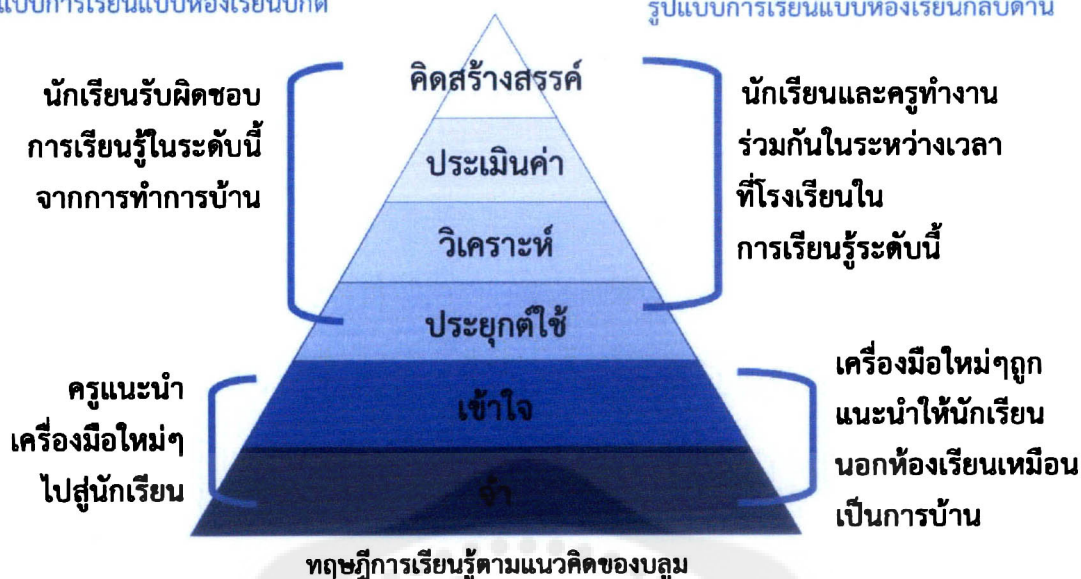 แบบการเรียนแบบห้องเรียนปกติ
รูปแบบการเรียนแบบห้องเรียนกลับด้าน
นักเรียนรับผิดชอบ
การเรียนรู้ในระดับนี้
จากการทำการบ้าน
คิดสร้างสรรค์
ประเมินค่า
วิเคราะห์
ประยุกต์ใช้
นักเรียนและครูทำงาน
ร่วมกันในระหว่างเวลา
ที่โรงเรียนใน
การเรียนรู้ระดับนี้
ครูแนะนำ
เครื่องมือใหม่ๆ
ไปสู่นักเรียน
เข้าใจ
จำ
เครื่องมือใหม่ๆถูก
แนะนำให้นักเรียน
นอกห้องเรียนเหมือน
เป็นการบ้าน
ทฤษฎีการเรียนรู้ตามแนวคิดของบลูม